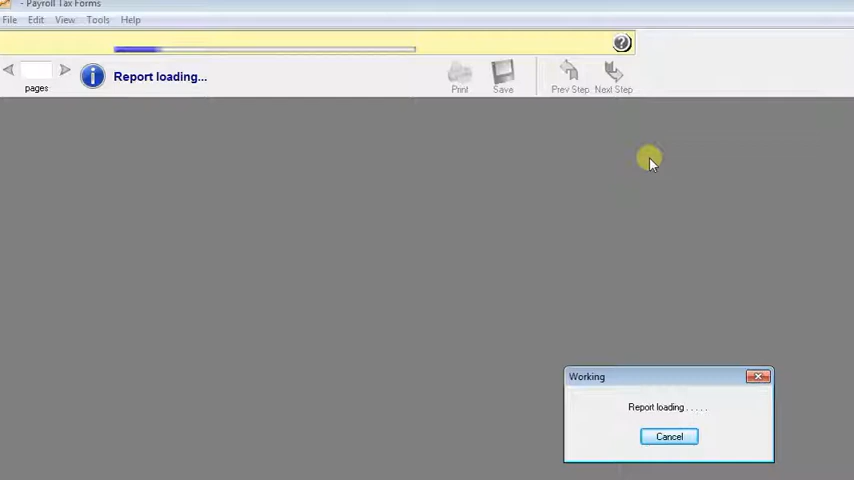 - Payroll Tax Forms
File Edit View Tools Help
?
pages
i Report loading...
Print Save Prev Step Next Step
Working
Report loading . . . . .
Cancel